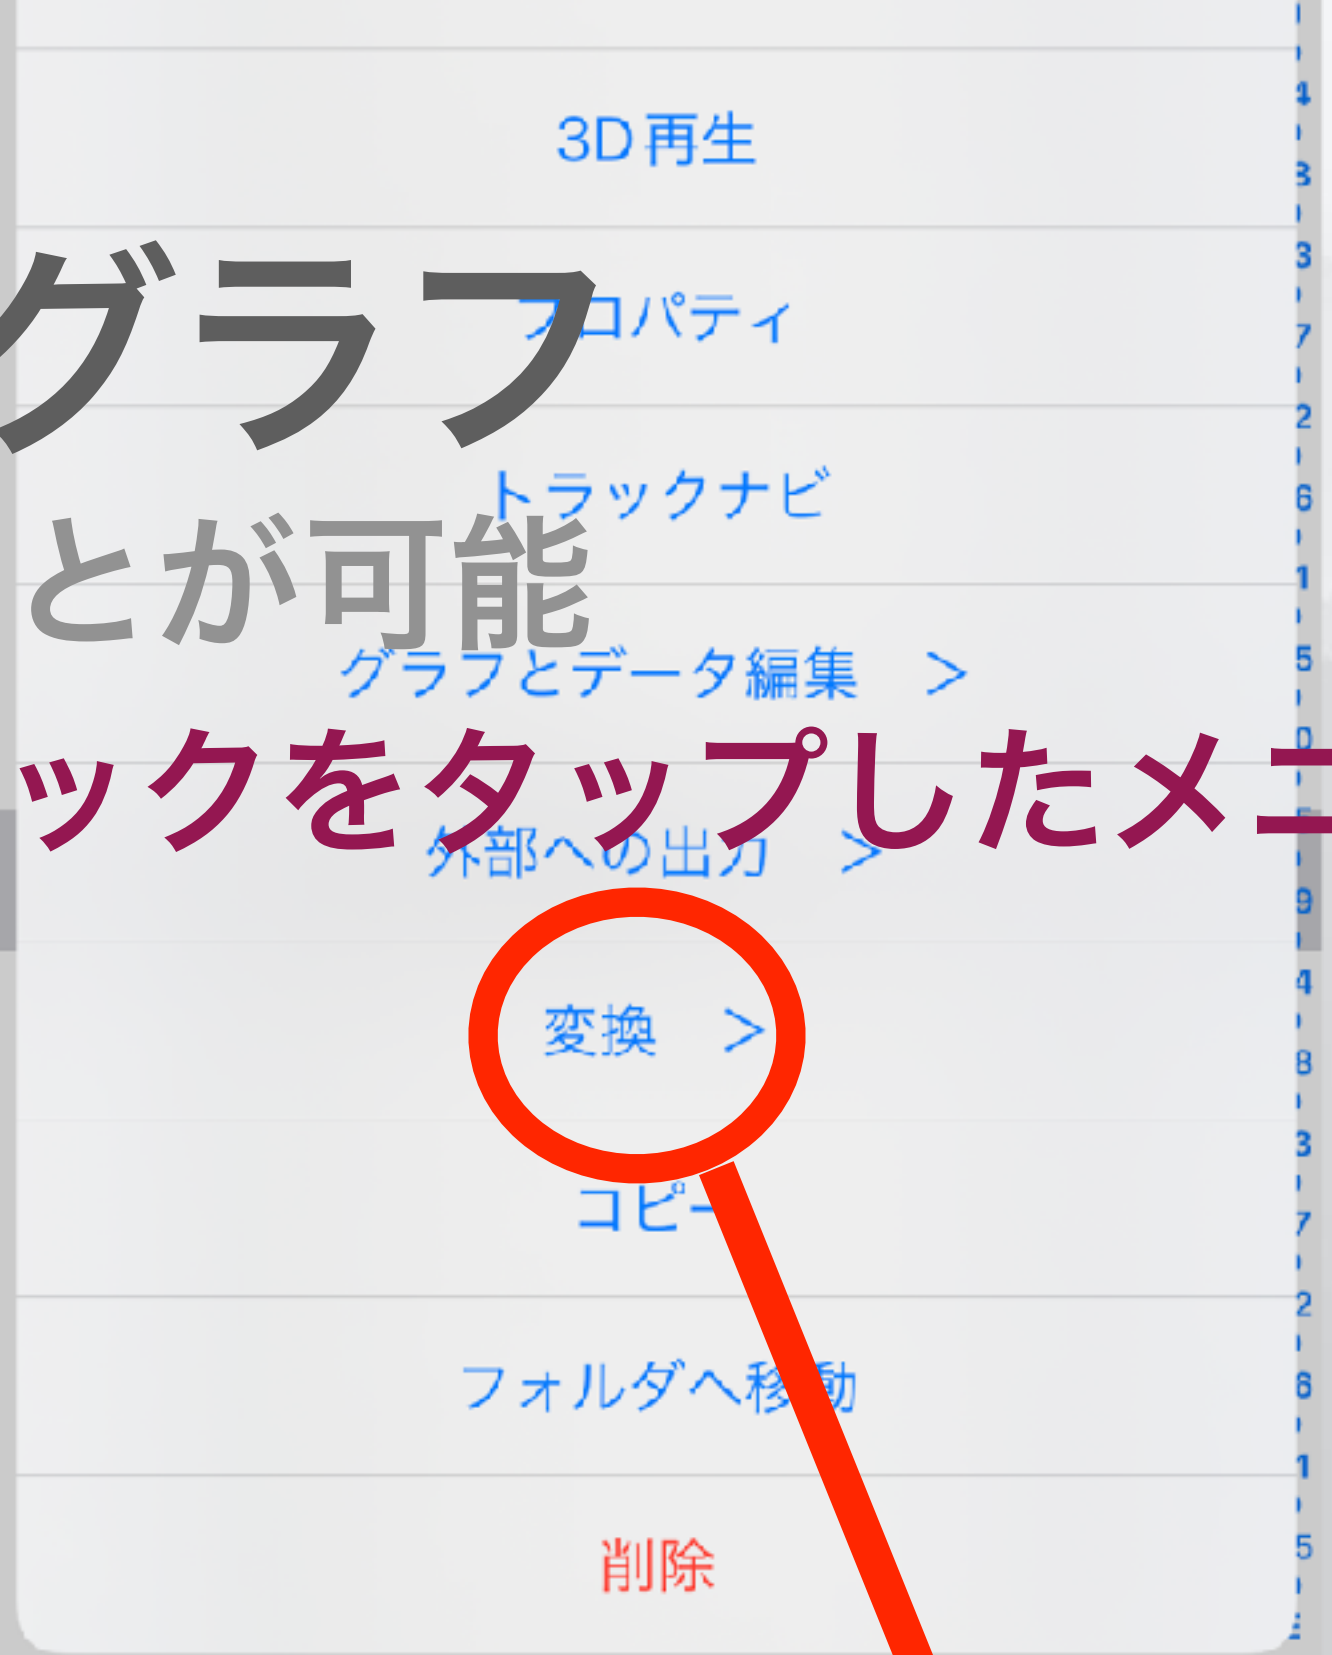 3D再生
グラフ
プロパティ
トラックナビ
とが可能
グラフとデータ編集 >
ックをタップしたメニ
外部への出力 >
変換 >
コピー
フォルダへ移動
削除